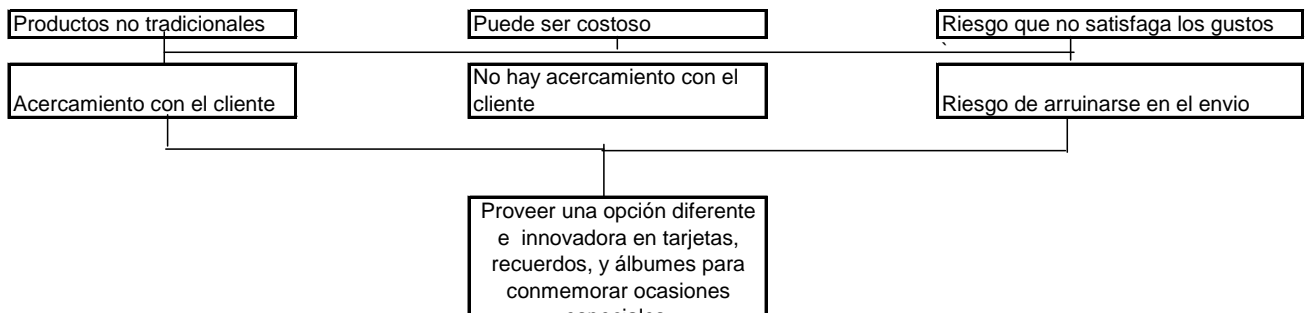 Productos no tradicionales
Puede ser costoso
Riesgo que no satisfaga los gustos
`
Acercamiento con el cliente
No hay acercamiento con el
cliente
Riesgo de arruinarse en el envio
Proveer una opción diferente
e innovadora en tarjetas,
recuerdos, y álbumes para
conmemorar ocasiones